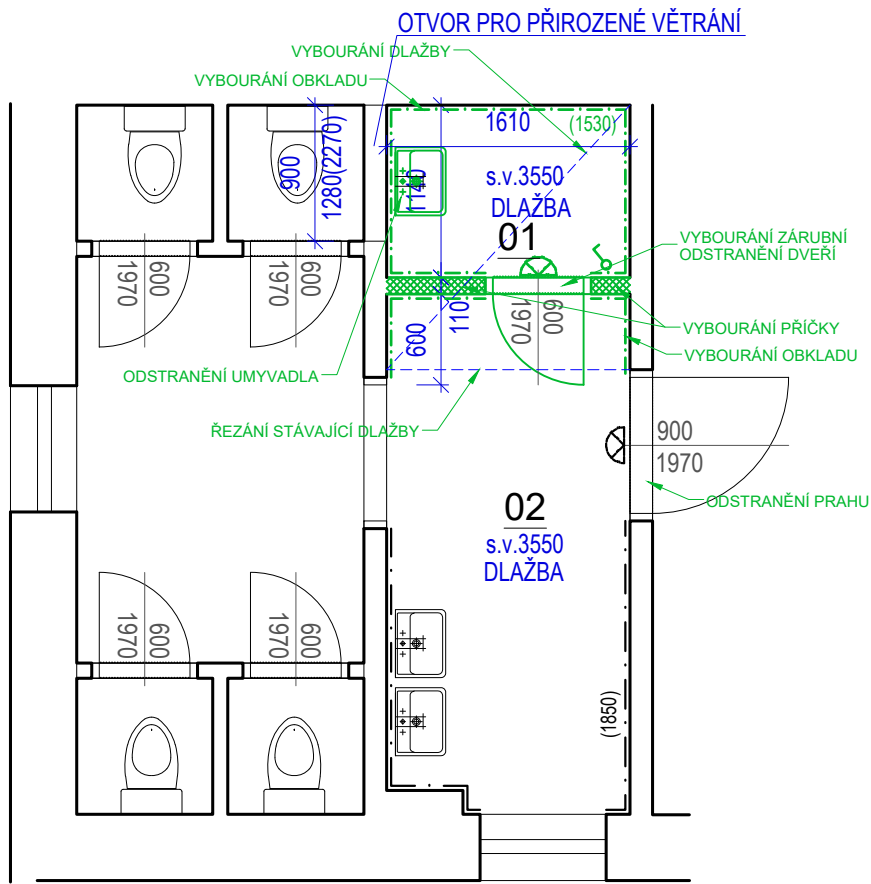 OTVOR PRO PŘIROZENÉ VĚTRÁNÍ
VYBOURÁNÍ DLAŽBY
VYBOURÁNÍ OBKLADU
1610
(1530)
900
1280(2270)
1140
s.v.3550
DLAŽBA
01
VYBOURÁNÍ ZÁRUBNÍ
ODSTRANĚNÍ DVEŘÍ
600
1970
600
1970
110
600
600
1970
VYBOURÁNÍ PŘÍČKY
VYBOURÁNÍ OBKLADU
ODSTRANĚNÍ UMYVADLA
ŘEZÁNÍ STÁVAJÍCÍ DLAŽBY
900
1970
ODSTRANĚNÍ PRAHU
02
s.v.3550
DLAŽBA
600
1970
600
1970
(1850)